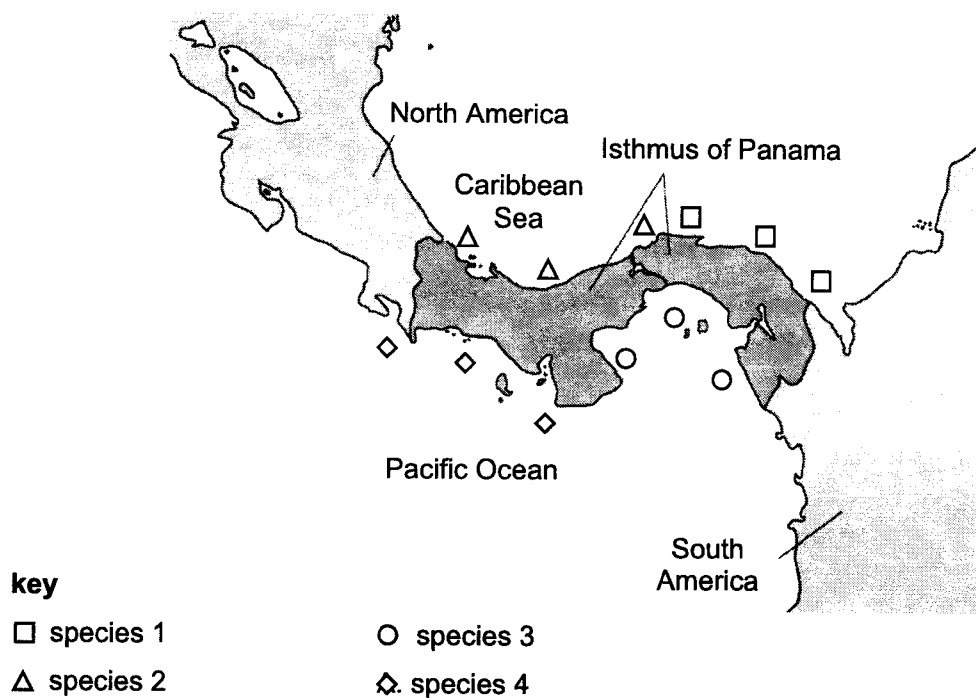 North America
Isthmus of Panama
Caribbean
Sea
Pacific Ocean
South
America
key
species 1
species 3
species 2
species 4